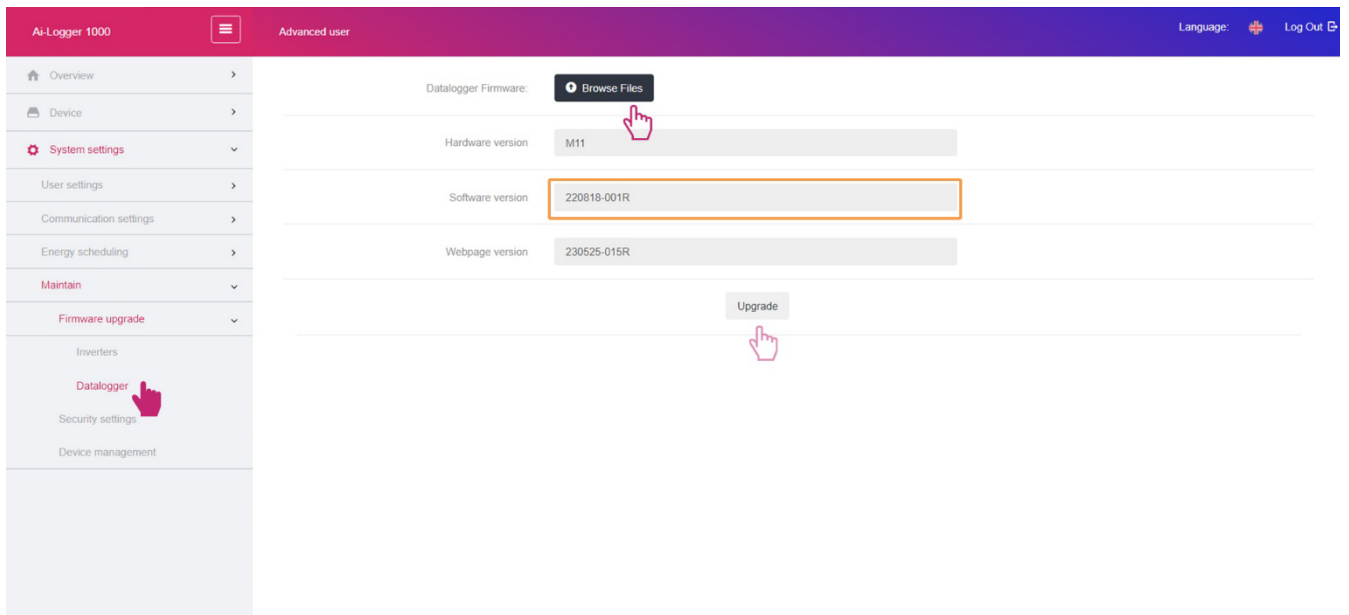 Ai-Logger 1000
Advanced user
Language:
Log Out
Overview
Device
System settings
User settings
Communication settings
Energy scheduling
Maintain
Firmware upgrade
Inverters
Datalogger
Security settings
Device management
Datalogger Firmware:
Browse Files
Hardware version
M11
Software version
220818-001R
Webpage version
230525-015R
Upgrade